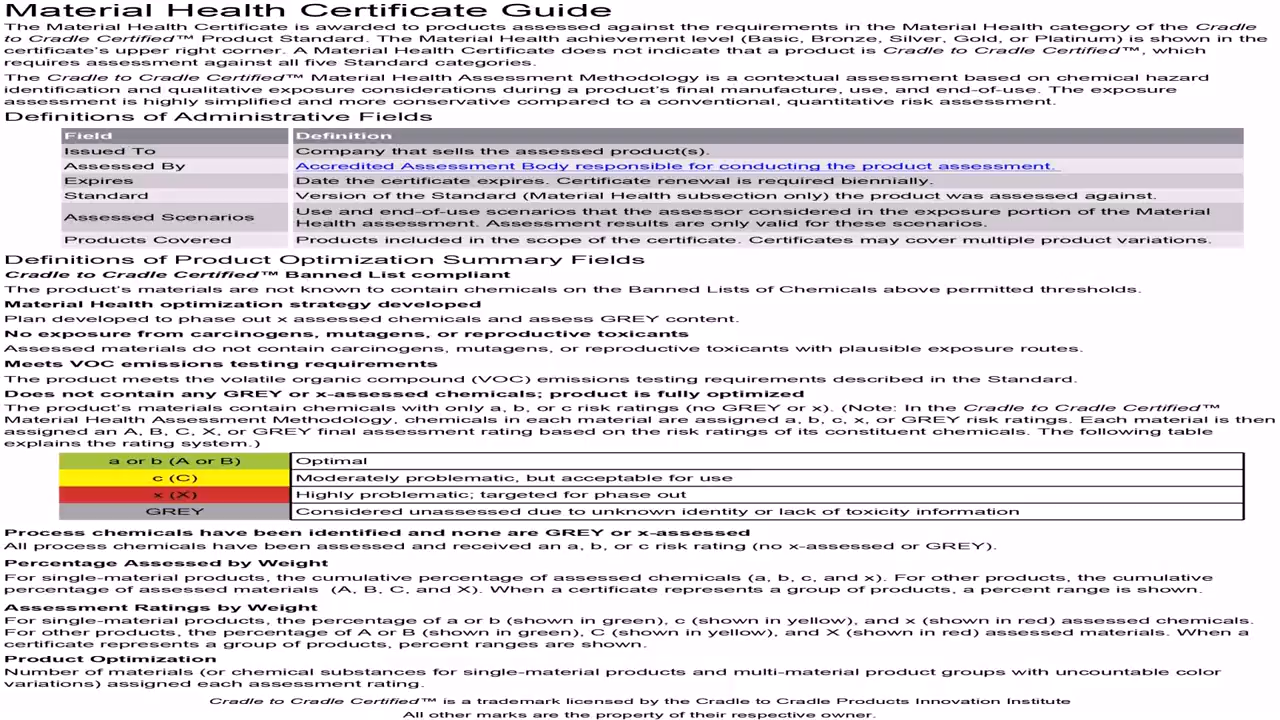 Material Health Certificate Guide
The Material Health Certificate is awarded to products assessed against the requirements in the Material Health category of the Cradle
to Cradle Certified™ Product Standard. The Material Health achievement level (Basic, Bronze, Silver, Gold, or Platinum) is shown in the
certificate's upper right corner. A Material Health Certificate does not indicate that a product is Cradle to Cradle Certified™, which
requires assessment against all five Standard categories.
The Cradle to Cradle Certified™ Material Health Assessment Methodology is a contextual assessment based on chemical hazard
identification and qualitative exposure considerations during a product's final manufacture, use, and end-of-use. The exposure
assessment is highly simplified and more conservative compared to a conventional, quantitative risk assessment.
Definitions of Administrative Fields
Field Definition
Issued To Company that sells the assessed product(s).
Assessed By Accredited Assessment Body responsible for conducting the product assessment.
Expires Date the certificate expires. Certificate renewal is required biennially.
Standard Version of the Standard (Material Health subsection only) the product was assessed against.
Assessed Scenarios Use and end-of-use scenarios that the assessor considered in the exposure portion of the Material
Health assessment. Assessment results are only valid for these scenarios.
Products Covered Products included in the scope of the certificate. Certificates may cover multiple product variations.
Definitions of Product Optimization Summary Fields
Cradle to Cradle Certified™ Banned List compliant
The product's materials are not known to contain chemicals on the Banned Lists of Chemicals above permitted thresholds.
Material Health optimization strategy developed
Plan developed to phase out x assessed chemicals and assess GREY content.
No exposure from carcinogens, mutagens, or reproductive toxicants
Assessed materials do not contain carcinogens, mutagens, or reproductive toxicants with plausible exposure routes.
Meets VOC emissions testing requirements
The product meets the volatile organic compound (VOC) emissions testing requirements described in the Standard.
Does not contain any GREY or x-assessed chemicals; product is fully optimized
The product's materials contain chemicals with only a, b, or c risk ratings (no GREY or x). (Note: In the Cradle to Cradle Certified™
Material Health Assessment Methodology, chemicals in each material are assigned a, b, c, x, or GREY risk ratings. Each material is then
assigned an A, B, C, X, or GREY final assessment rating based on the risk ratings of its constituent chemicals. The following table
explains the rating system.)
a or b (A or B) Optimal
c (C) Moderately problematic, but acceptable for use
x (X) Highly problematic; targeted for phase out
GREY Considered unassessed due to unknown identity or lack of toxicity information
Process chemicals have been identified and none are GREY or x-assessed
All process chemicals have been assessed and received an a, b, or c risk rating (no x-assessed or GREY).
Percentage Assessed by Weight
For single-material products, the cumulative percentage of assessed chemicals (a, b, c, and x). For other products, the cumulative
percentage of assessed materials (A, B, C, and X). When a certificate represents a group of products, a percent range is shown.
Assessment Ratings by Weight
For single-material products, the percentage of a or b (shown in green), c (shown in yellow), and x (shown in red) assessed chemicals.
For other products, the percentage of A or B (shown in green), C (shown in yellow), and X (shown in red) assessed materials. When a
certificate represents a group of products, percent ranges are shown.
Product Optimization
Number of materials (or chemical substances for single-material products and multi-material product groups with uncountable color
variations) assigned each assessment rating.
Cradle to Cradle Certified™ is a trademark licensed by the Cradle to Cradle Products Innovation Institute
All other marks are the property of their respective owner.